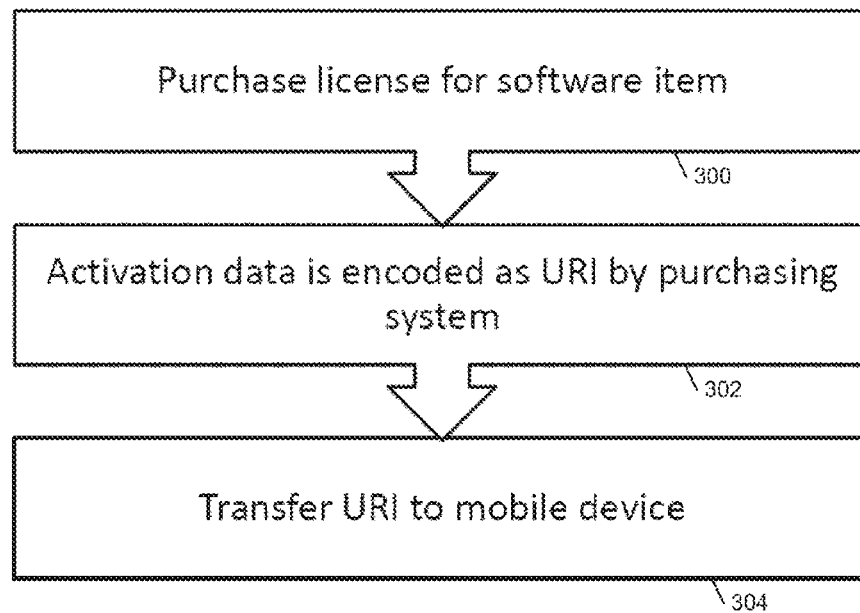 Purchase license for software item
300
Activation data is encoded as URI by purchasing
system
302
Transfer URI to mobile device
304